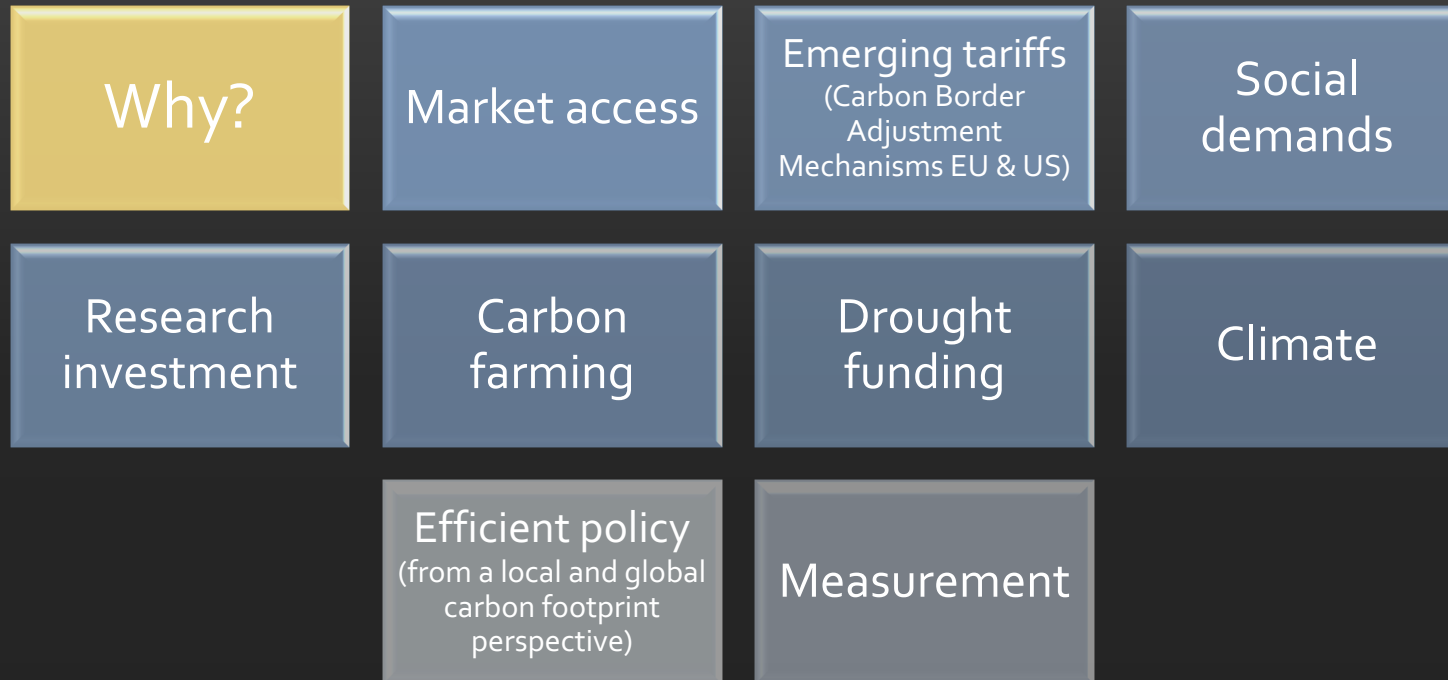 Why?
Market access
Emerging tariffs
(Carbon Border
Adjustment
Mechanisms EU & US)
Social
demands
Research
investment
Carbon
farming
Drought
funding
Climate
Efficient policy
(from a local and global
carbon footprint
perspective)
Measurement